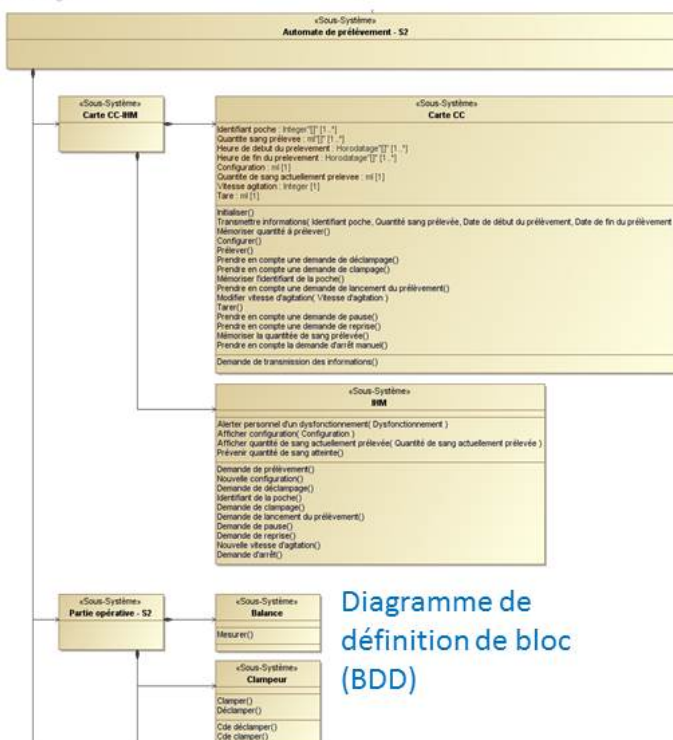 «Sous-Système»
Automate de prélèvement - S2
«Sous-Système»
Carte CC-IHM
«Sous-Système»
Carte CC
Identifiant poche : Integer"[]" [1..*]
Quantite sang prélevee : ml"[]" [1..*]
Heure de debut du prelevement : Horodatage"[]" [1..*]
Heure de fin du prelevement : Horodatage"[]" [1..*]
Configuration : ml [1]
Quantite de sang actuellement prelevee : ml [1]
Vitesse agitation : Integer [1]
Tare : ml [1]
Initialiser()
Transmettre informations( Identifiant poche, Quantité sang prélevée, Date de début du prélèvement, Date de fin du prélèvement
Mémoriser quantité à prélever()
Configurer()
Prélever()
Prendre en compte une demande de déclampage()
Prendre en compte une demande de clampage()
Mémoriser l'identifiant de la poche()
Prendre en compte une demande de lancement du prélèvement()
Modifier vitesse d'agitation( Vitesse d'agitation )
Tarer()
Prendre en compte une demande de pause()
Prendre en compte une demande de reprise()
Mémoriser la quantitée de sang prélevée()
Prendre en compte la demande d'arrêt manuel()
Demande de transmission des informations()
«Sous-Système»
IHM
Alerter personnel d'un dysfonctionnement( Dysfonctionnement )
Afficher configuration( Configuration )
Afficher quantité de sang actuellement prélevée( Quantité de sang actuellement prélevée )
Prévenir quantité de sang atteinte()
Demande de prélèvement()
Nouvelle configuration()
Demande de déclampage()
Identifiant de la poche()
Demande de clampage()
Demande de lancement du prélèvement()
Demande de pause()
Demande de reprise()
Nouvelle vitesse d'agitation()
Demande d'arrêt()
«Sous-Système»
Partie opérative - S2
«Sous-Système»
Balance
Mesurer()
Diagramme de
définition de bloc
(BDD)
«Sous-Système»
Clampeur
Clamper()
Déclamper()
Cde déclamper()
Cde clamper()